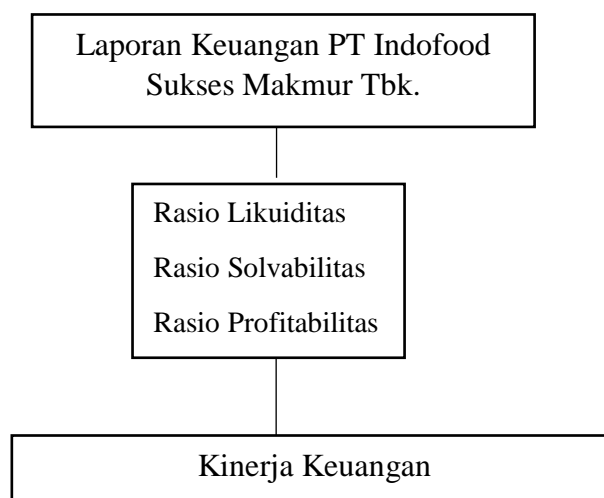 Laporan Keuangan PT Indofood
Sukses Makmur Tbk.
Rasio Likuiditas
Rasio Solvabilitas
Rasio Profitabilitas
Kinerja Keuangan